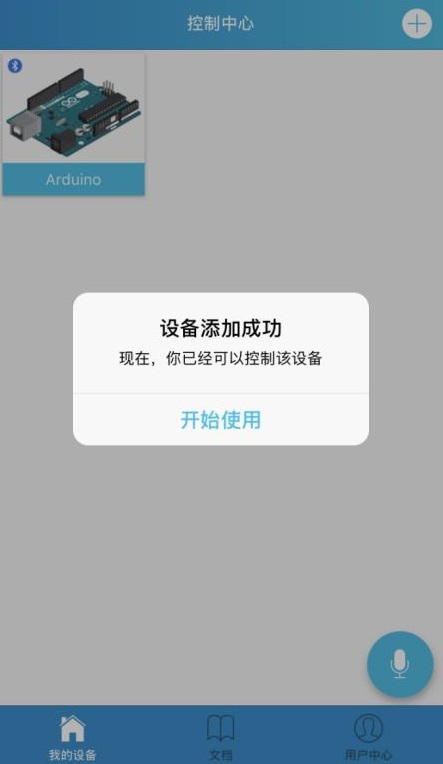 控制中心
Arduino
设备添加成功
现在，你已经可以控制该设备
开始使用
我的设备
文档
用户中心